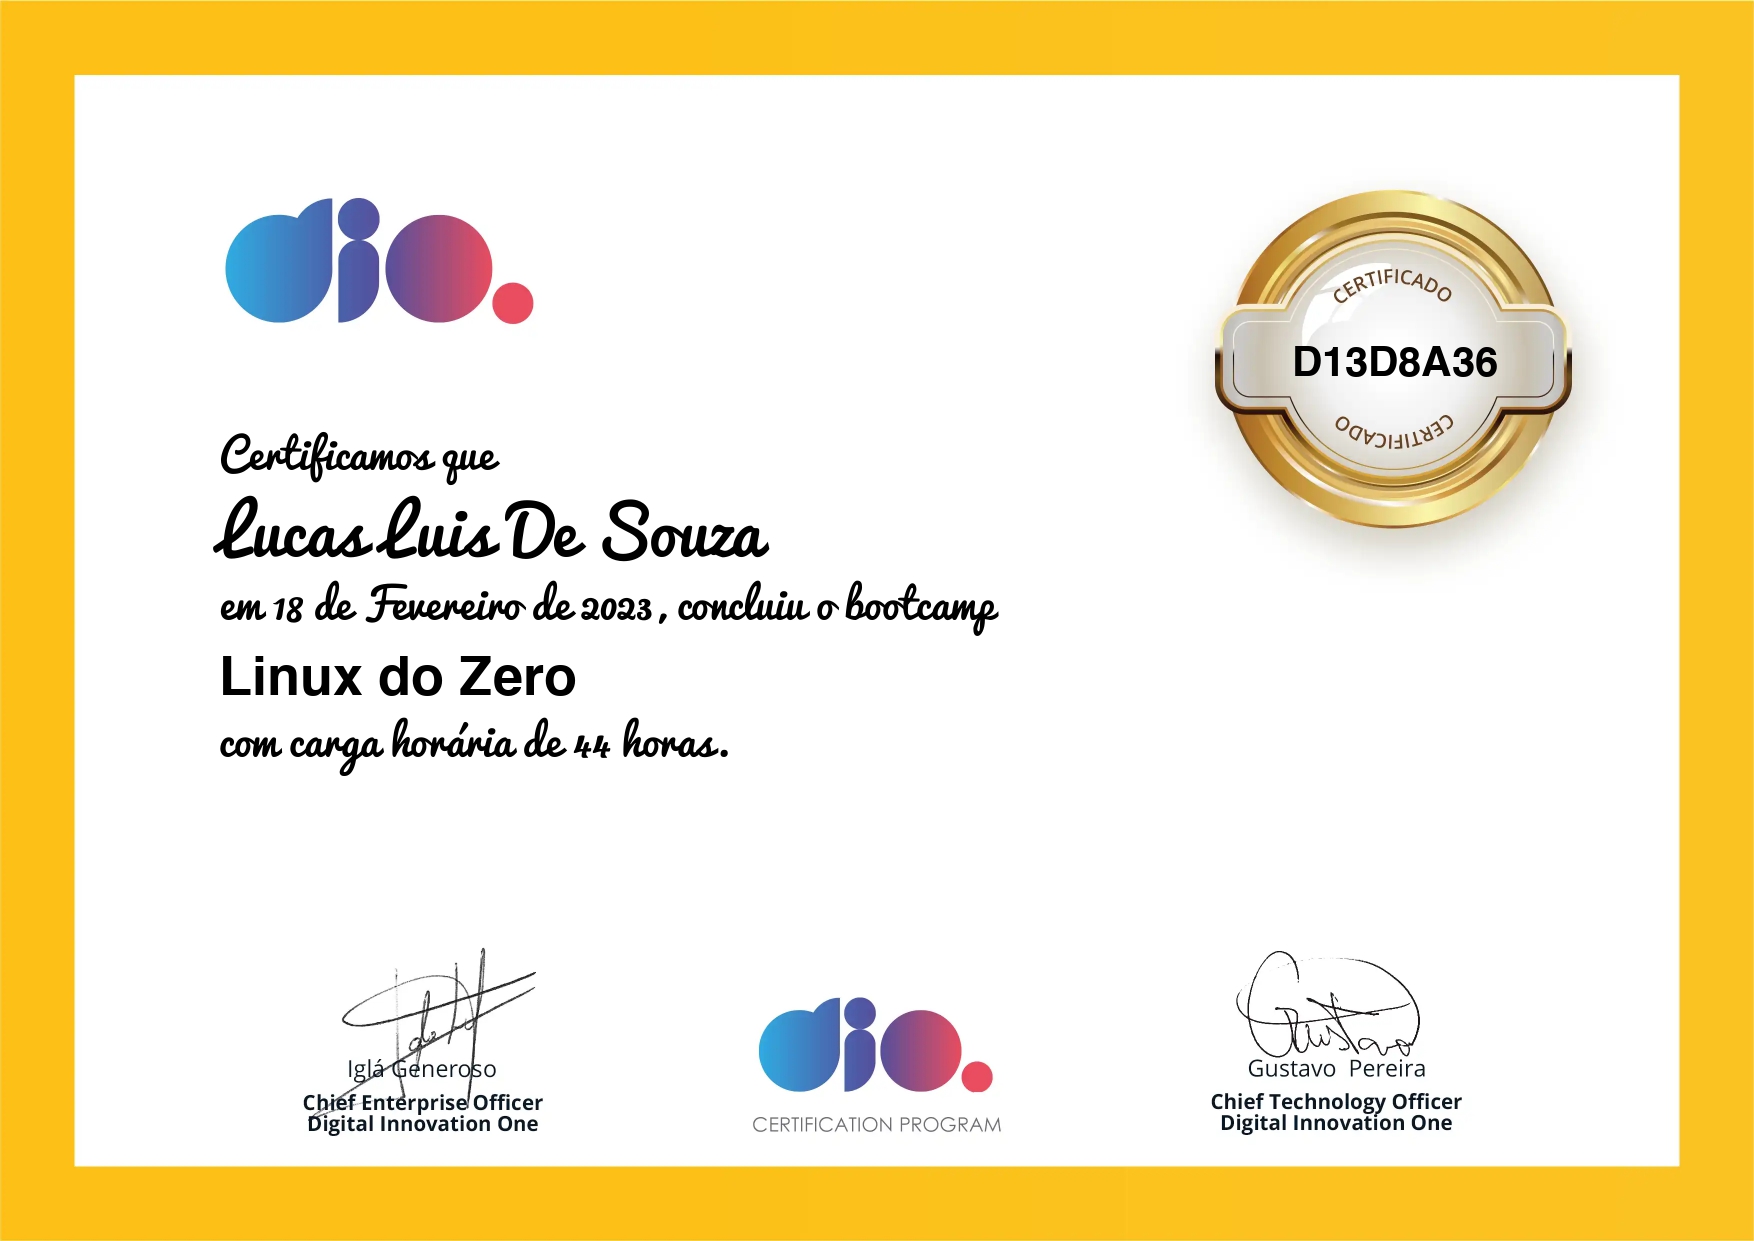 dio.
CERTIFICADO
D13D8A36
CERTIFICADO
Certificamos que
Lucas Luis De Souza
em 18 de Fevereiro de 2023, concluiu o bootcamp
Linux do Zero
com carga horária de 44 horas.
Iglá Generoso
Chief Enterprise Officer
Digital Innovation One
dio.
CERTIFICATION PROGRAM
Gustavo
Gustavo Pereira
Chief Technology Officer
Digital Innovation One